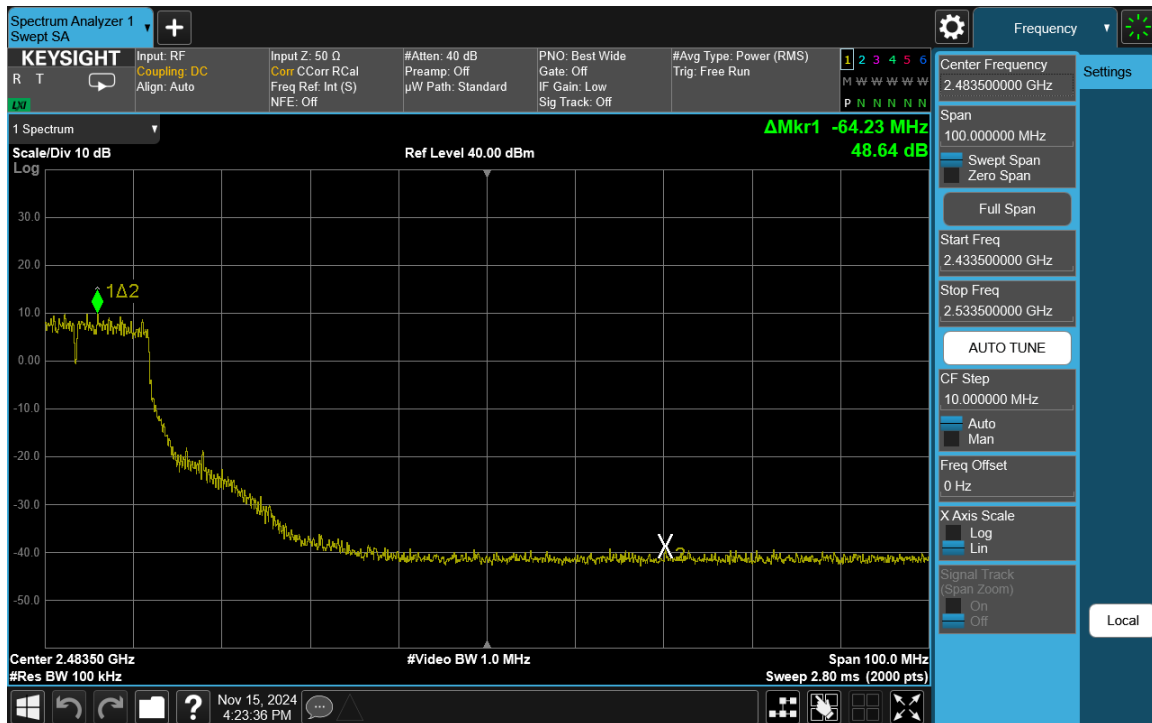 Spectrum Analyzer 1
Swept SA
Frequency
KEYSIGHT
R T
LXI
Input: RF
Coupling: DC
Align: Auto
Input Z: 50 Ω
Corr CCorr RCal
Freq Ref: Int (S)
NFE: Off
#Atten: 40 dB
Preamp: Off
µW Path: Standard
PNO: Best Wide
Gate: Off
IF Gain: Low
Sig Track: Off
#Avg Type: Power (RMS)
Trig: Free Run
1 2 3 4 5 6
M W W W W W
P N N N N N
1 Spectrum
Scale/Div 10 dB
Log
Ref Level 40.00 dBm
ΔMkr1 -64.23 MHz
48.64 dB
30.0
20.0
10.0
0.00
-10.0
-20.0
-30.0
-40.0
-50.0
1Δ2
X2
Center 2.48350 GHz
#Res BW 100 kHz
#Video BW 1.0 MHz
Span 100.0 MHz
Sweep 2.80 ms (2000 pts)
Center Frequency
2.483500000 GHz
Span
100.000000 MHz
Swept Span
Zero Span
Full Span
Start Freq
2.433500000 GHz
Stop Freq
2.533500000 GHz
AUTO TUNE
CF Step
10.000000 MHz
Auto
Man
Freq Offset
0 Hz
X Axis Scale
Log
Lin
Signal Track
(Span Zoom)
On
Off
Settings
Local
?
Nov 15, 2024
4:23:36 PM